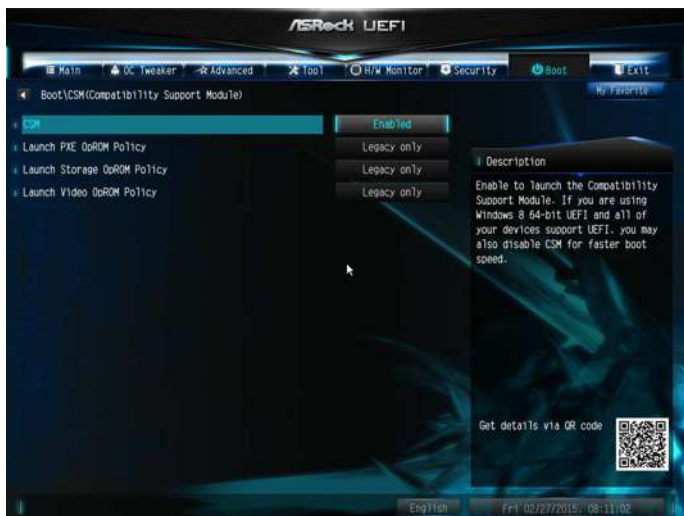 ASRock UEFI
Main OC Tweaker Advanced Tool H/W Monitor Security Boot Exit
My Favorite
Boot\CSM(Compatibility Support Module)
CSM Enabled
Launch PXE OpROM Policy Legacy only
Launch Storage OpROM Policy Legacy only
Launch Video OpROM Policy Legacy only
Description
Enable to launch the Compatibility
Support Module. If you are using
Windows 8 64-bit UEFI and all of
your devices support UEFI. you may
also disable CSM for faster boot
speed.
Get details via QR code
English Fri 02/27/2015. 08:11:02